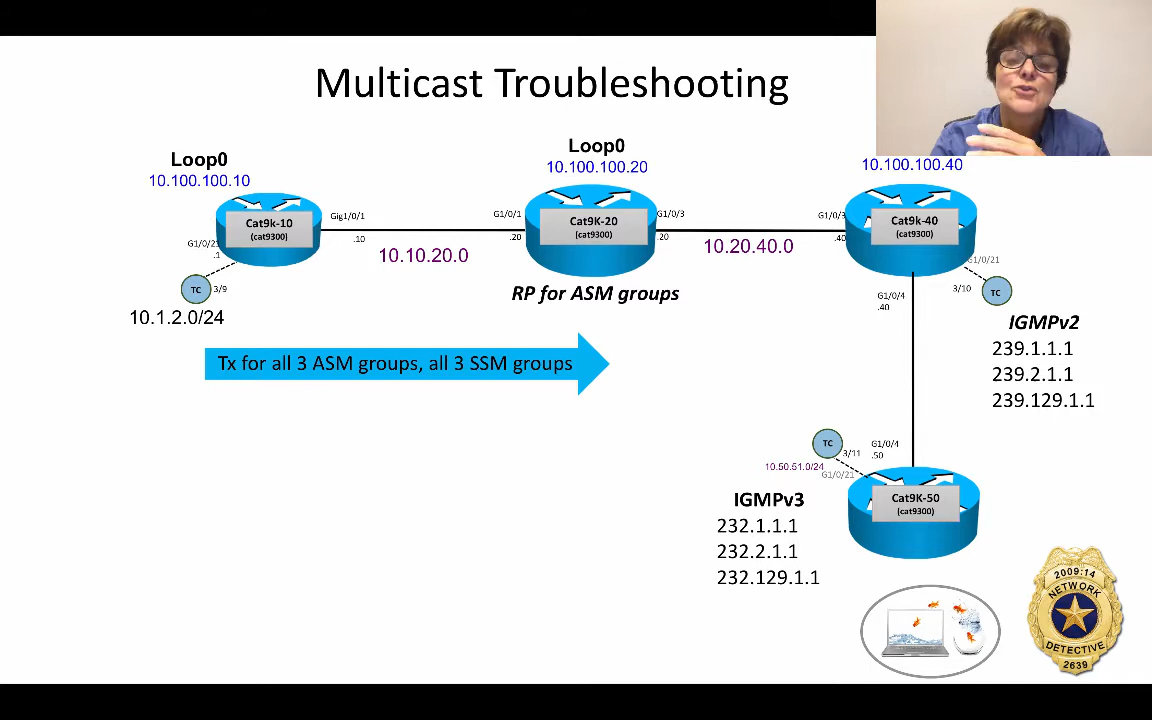 Multicast Troubleshooting
Loop0
10.100.100.10
Loop0
10.100.100.20
10.100.100.40
Cat9k-10
(cat9300)
Gig1/0/1
.10
10.10.20.0
G1/0/1
.20
Cat9K-20
(cat9300)
G1/0/3
.20
10.20.40.0
G1/0/3
.40
Cat9k-40
(cat9300)
G1/0/21
.1
TC
3/9
10.1.2.0/24
RP for ASM groups
G1/0/21
3/10
TC
G1/0/4
.40
IGMPv2
239.1.1.1
239.2.1.1
239.129.1.1
Tx for all 3 ASM groups, all 3 SSM groups
TC
3/11
G1/0/4
.50
10.50.51.0/24
G1/0/21
Cat9K-50
(cat9300)
IGMPv3
232.1.1.1
232.2.1.1
232.129.1.1
2009:14
NETWORK
DETECTIVE
2639